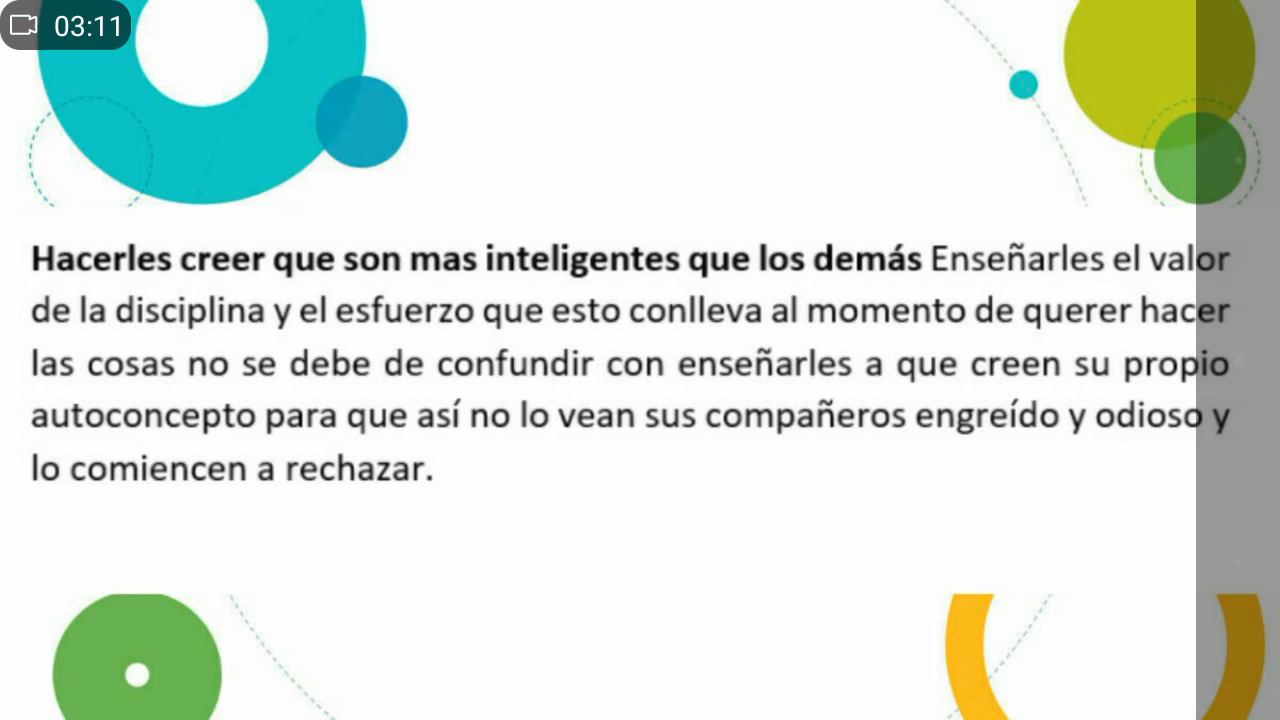 03:11
Hacerles creer que son mas inteligentes que los demás Enseñarles el valor
de la disciplina y el esfuerzo que esto conlleva al momento de querer hacer
las cosas no se debe de confundir con enseñarles a que creen su propio
autoconcepto para que así no lo vean sus compañeros engreído y odioso y
lo comiencen a rechazar.